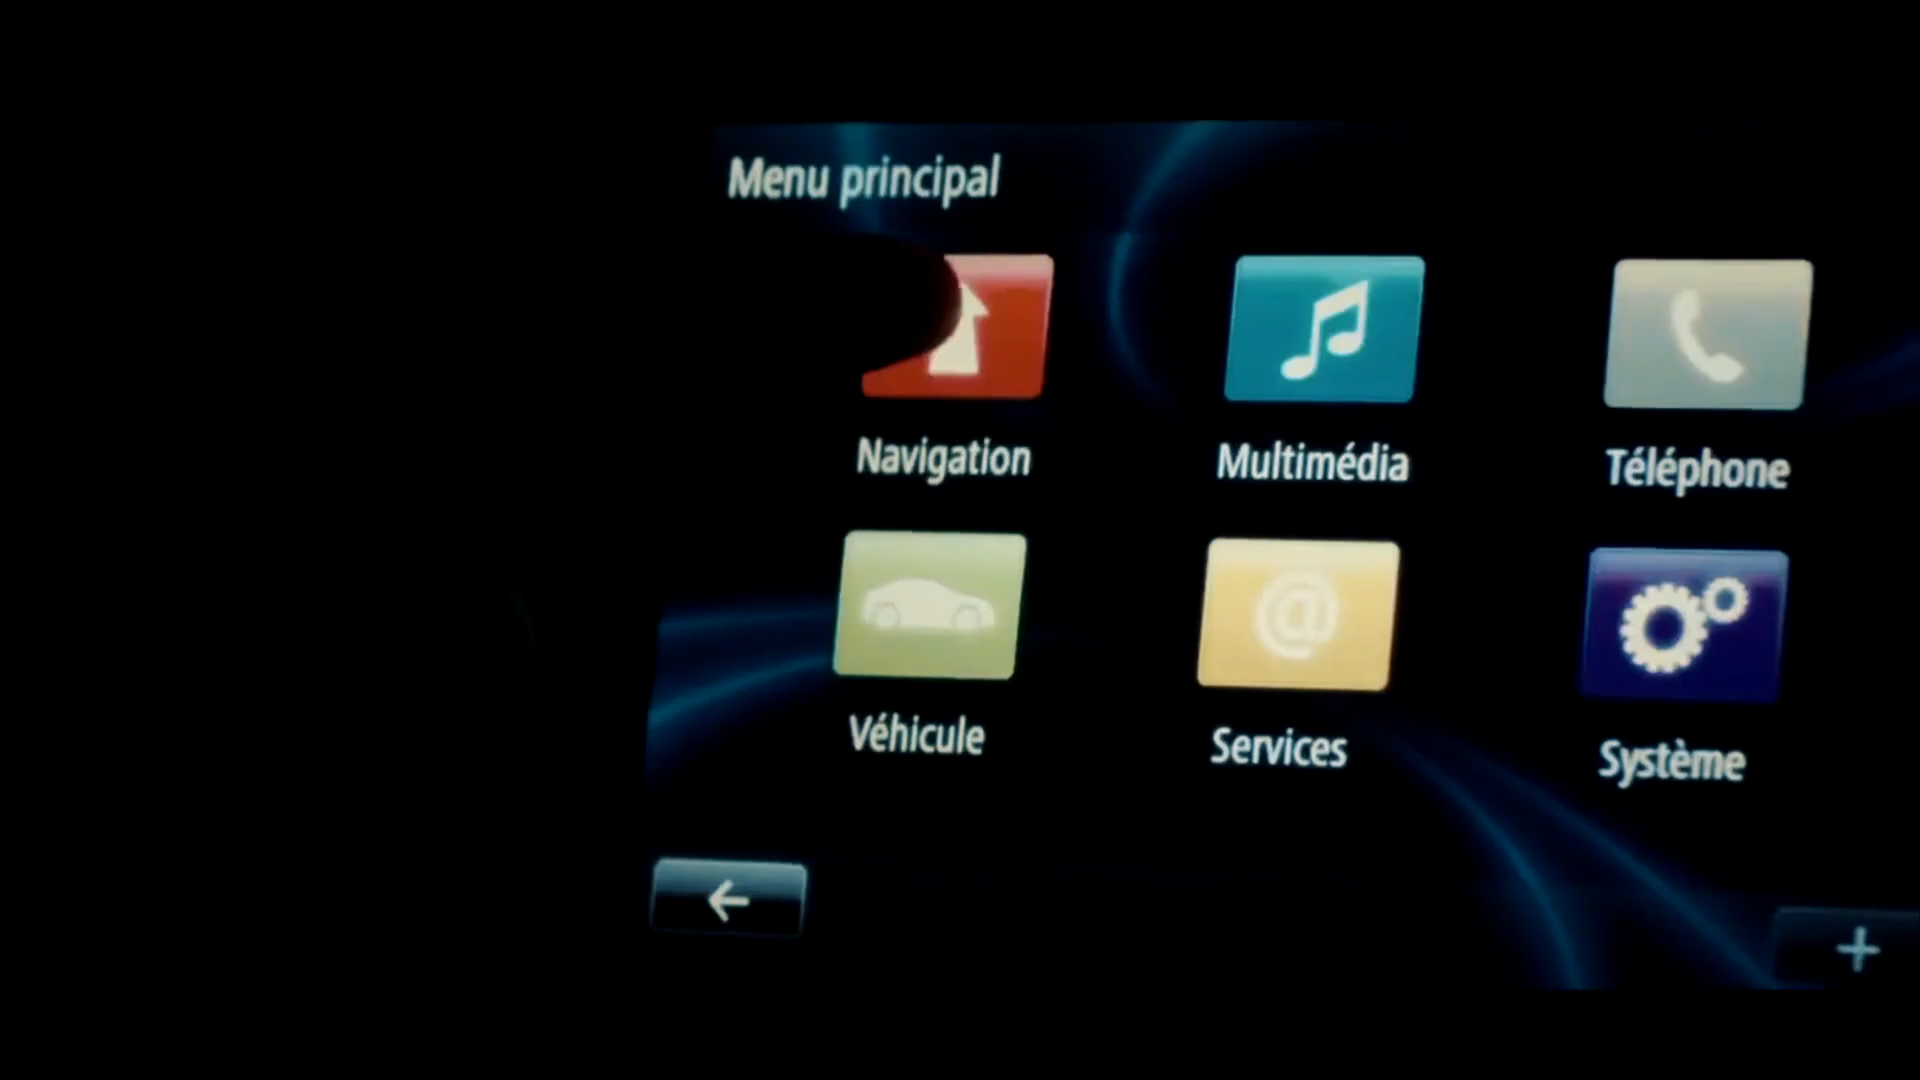 Menu principal
Navigation
Multimédia
Téléphone
@
Véhicule
Services
Système